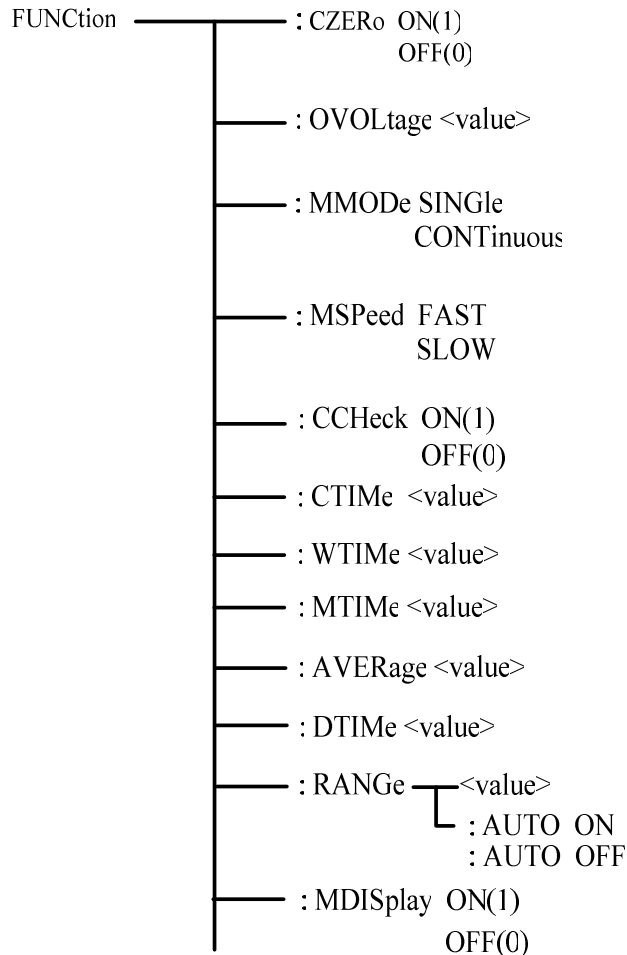 FUNCtion : CZERo ON(1)
OFF(0)
: OVOLtage <value>
: MMODe SINGle
CONTinuous
: MSPeed FAST
SLOW
: CCHeck ON(1)
OFF(0)
: CTIMe <value>
: WTIMe <value>
: MTIMe <value>
: AVERage <value>
: DTIMe <value>
: RANGe <value>
: AUTO ON
: AUTO OFF
: MDISplay ON(1)
OFF(0)